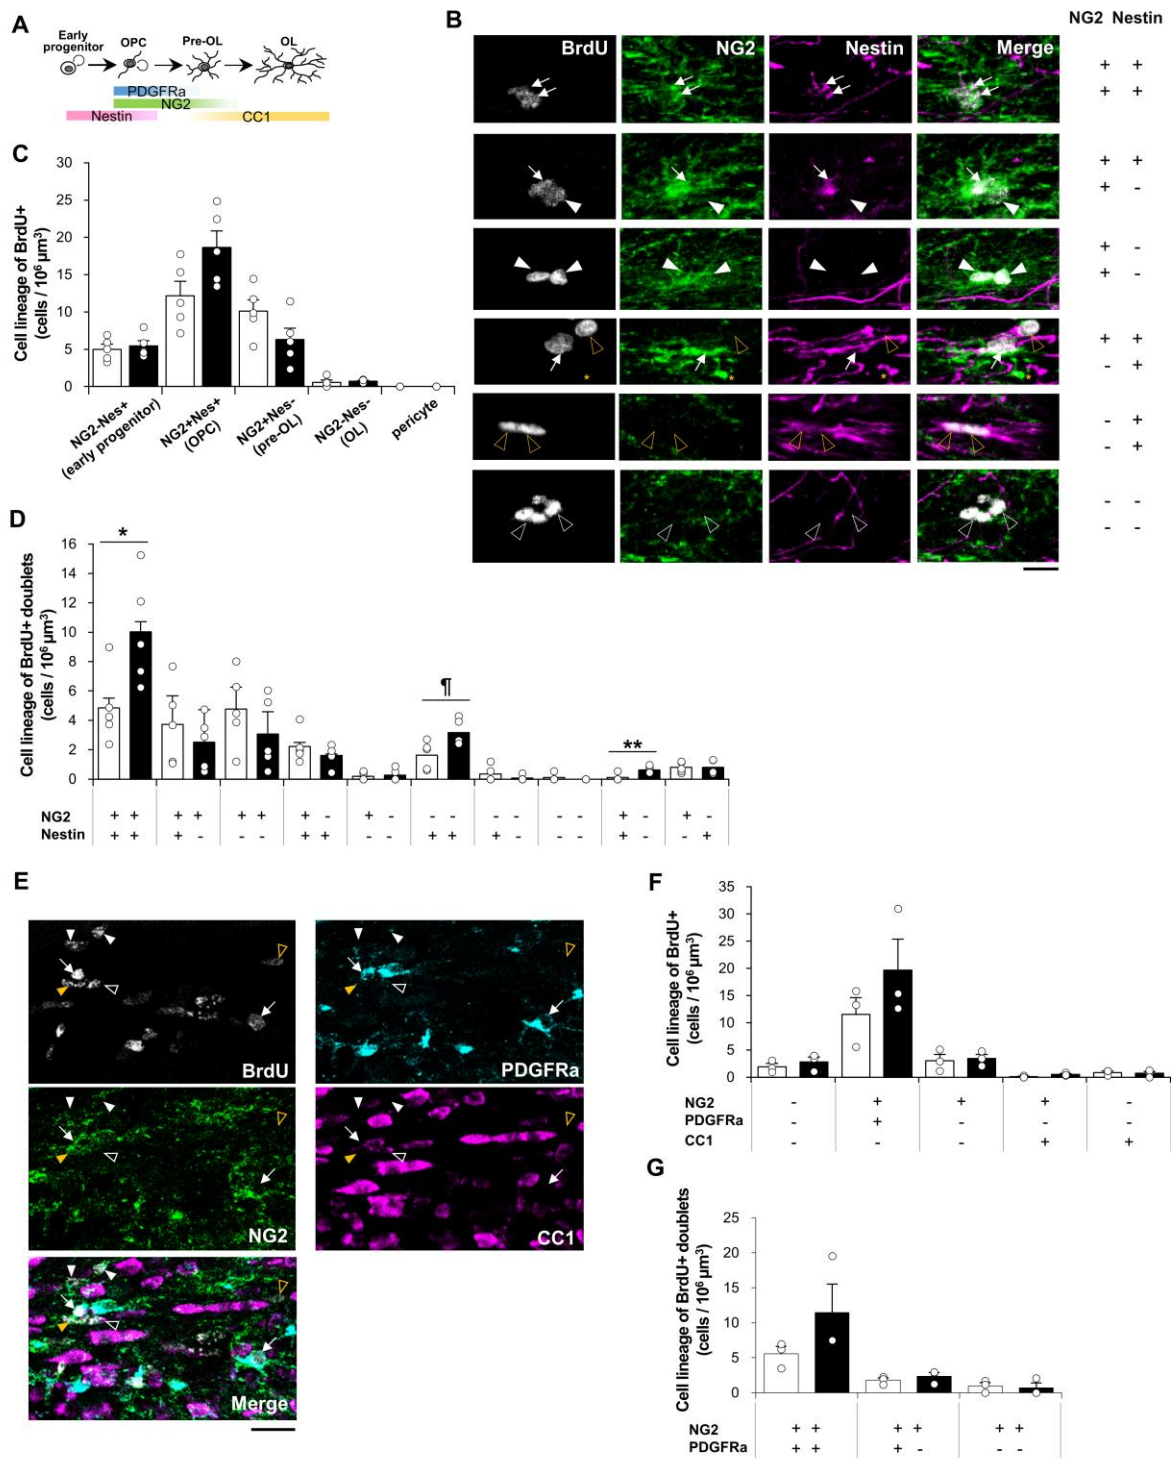 A
Early progenitor
OPC
Pre-OL
OL
PDGFRa
NG2
Nestin
CC1
B
NG2 Nestin
BrdU
NG2
Nestin
Merge
+ +
+ +
+ +
+ -
+ -
+ -
+ +
- +
*
*
*
*
- +
- +
- -
- -
C
Cell lineage of BrdU+
(cells / 10⁶ µm³)
30
25
20
15
10
5
0
NG2-Nes+
(early progenitor)
NG2+Nes+
(OPC)
NG2+Nes-
(pre-OL)
NG2-Nes-
(OL)
pericyte
D
Cell lineage of BrdU+ doublets
(cells / 10⁶ µm³)
16
14
12
10
8
6
4
2
0
*
¶
**
NG2 + + + + + + + - + - - - - - - - + - + -
Nestin + + + - - - + + - - + + + - - - + - - +
E
BrdU
PDGFRa
NG2
CC1
Merge
F
Cell lineage of BrdU+
(cells / 10⁶ µm³)
35
30
25
20
15
10
5
0
NG2 - + + + -
PDGFRa - + - - -
CC1 - - - + +
G
Cell lineage of BrdU+ doublets
(cells / 10⁶ µm³)
25
20
15
10
5
0
NG2 + + + + + +
PDGFRa + + + - - -